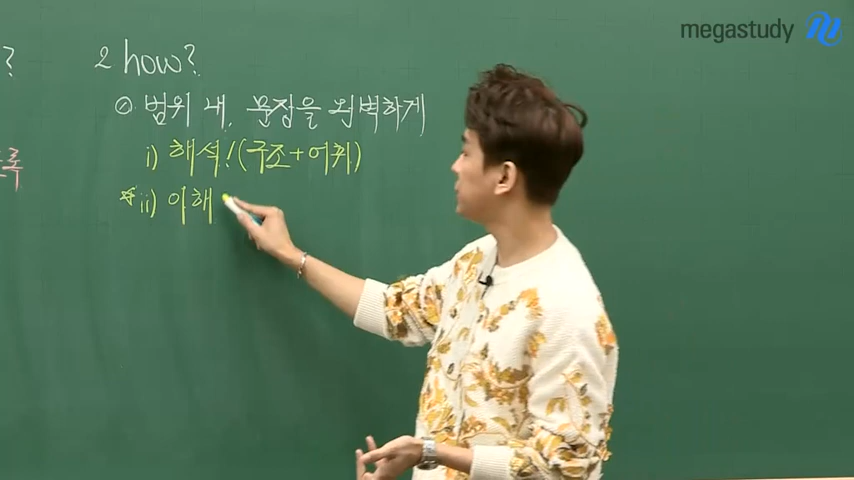 megastudy
?
2 how?
① 범위 내, 문장을 완벽하게
i) 해석! (구조+어휘)
록
☆ii) 이해